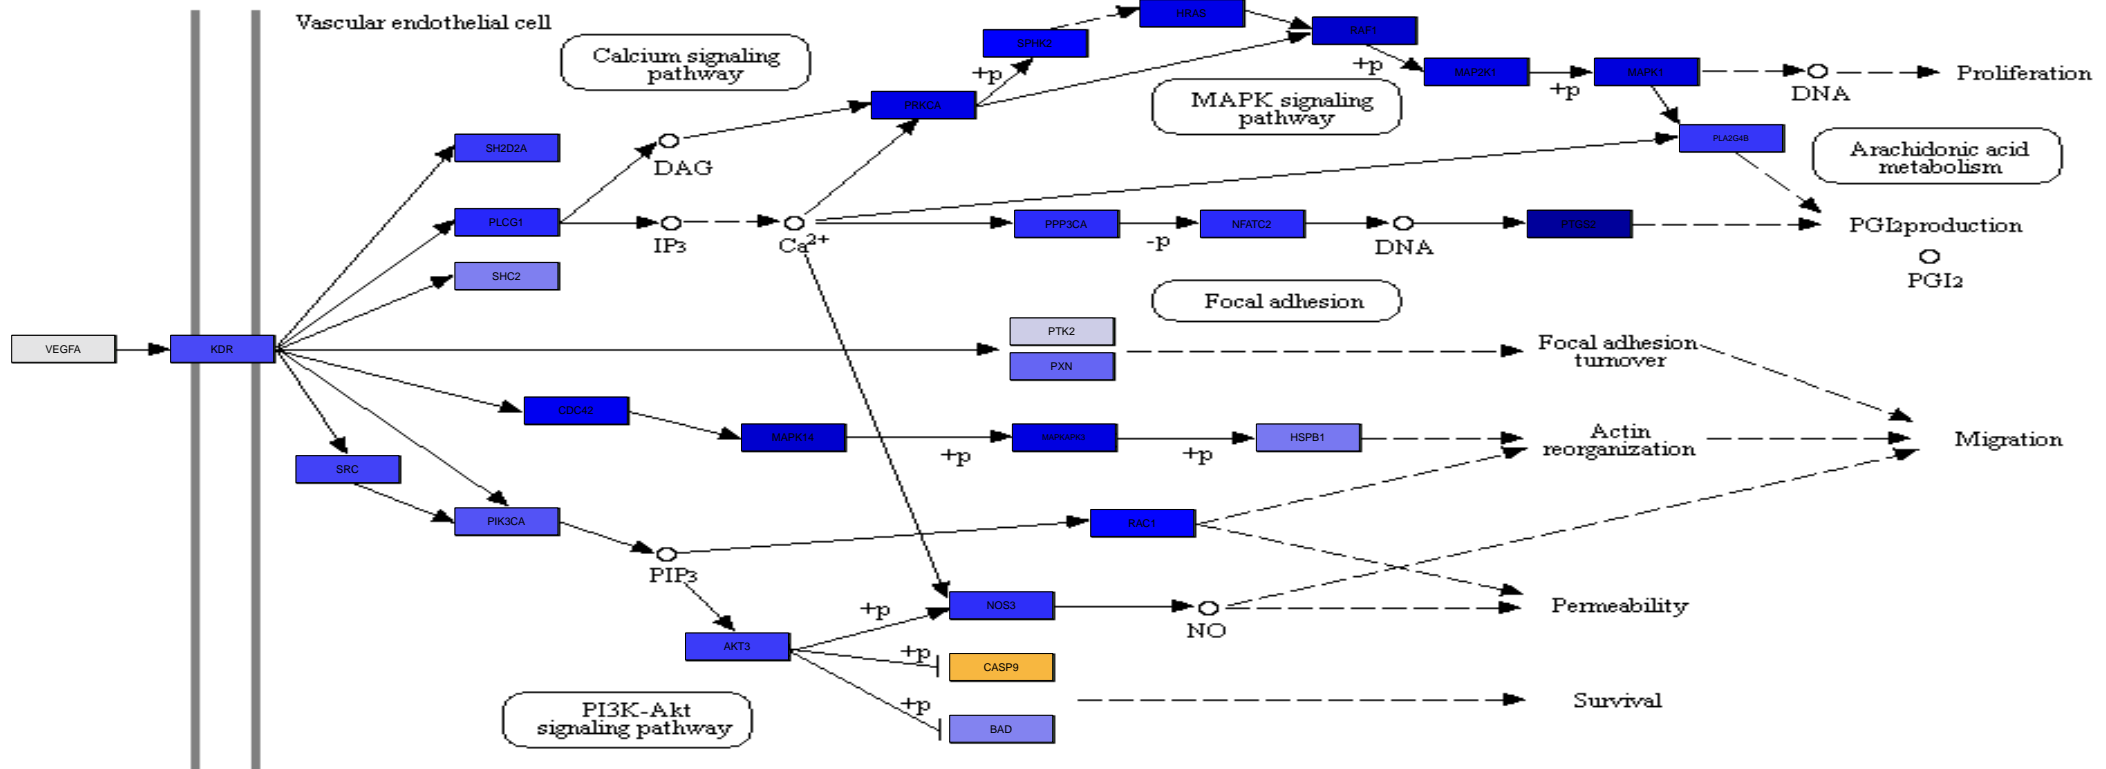 Vascular endothelial cell
HRAS
SPHK2
RAF1
Calcium signaling
pathway
+p
+p
MAP2K1
MAPK1
Proliferation
+p
DNA
PRKCA
MAPK signaling
pathway
SH2D2A
DAG
PLA2G4B
Arachidonic acid
metabolism
PLCG1
IP3
Ca2+
PPP3CA
-p
NFATC2
DNA
PTGS2
PGI2production
PGI2
SHC2
Focal adhesion
VEGFA
KDR
PTK2
PXN
Focal adhesion
turnover
CDC42
MAPK14
+p
+p
HSPB1
Actin
reorganization
Migration
SRC
PIK3CA
RAC1
PIP3
+p
NOS3
NO
Permeability
AKT3
+p
CASP9
+p
BAD
Survival
PI3K-Akt
signaling pathway